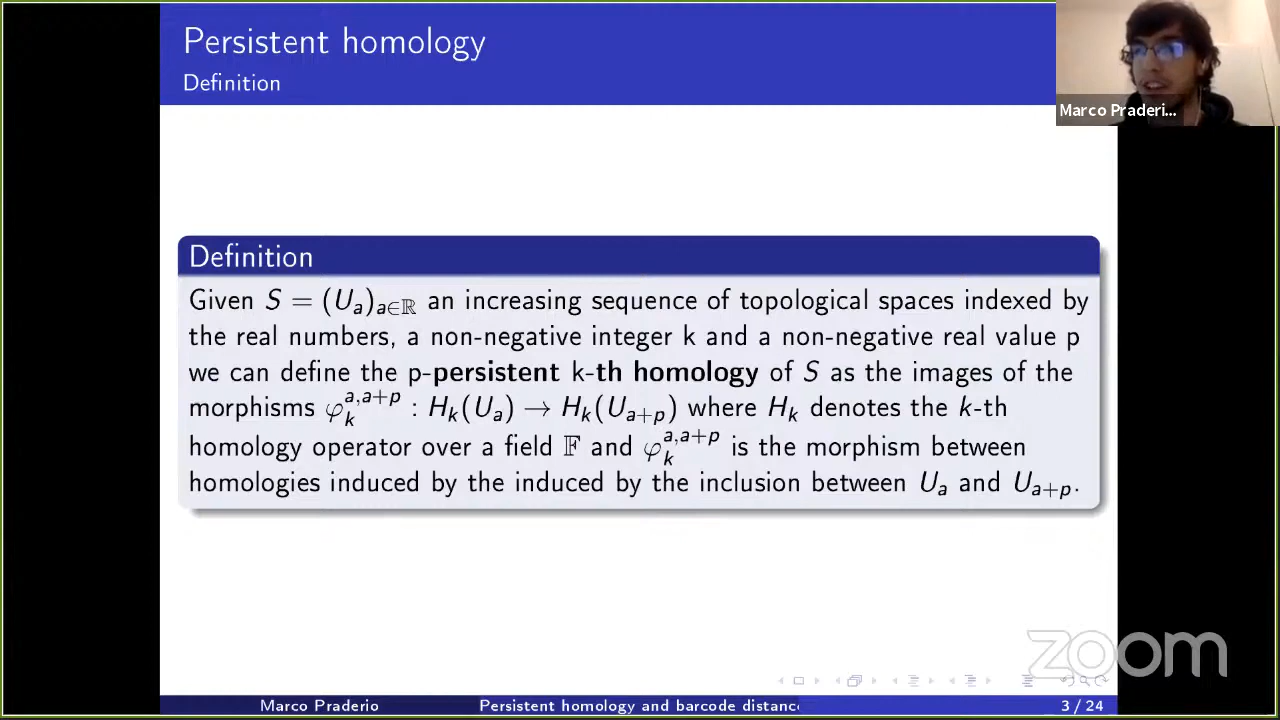 Persistent homology
Definition
Marco Praderi...
Definition
Given S = (U_a)_{a∈ℝ} an increasing sequence of topological spaces indexed by
the real numbers, a non-negative integer k and a non-negative real value p
we can define the p-persistent k-th homology of S as the images of the
morphisms φ_k^{a,a+p} : H_k(U_a) → H_k(U_{a+p}) where H_k denotes the k-th
homology operator over a field 𝔽 and φ_k^{a,a+p} is the morphism between
homologies induced by the induced by the inclusion between U_a and U_{a+p}.
zoom
Marco Praderio Persistent homology and barcode distanc 3 / 24